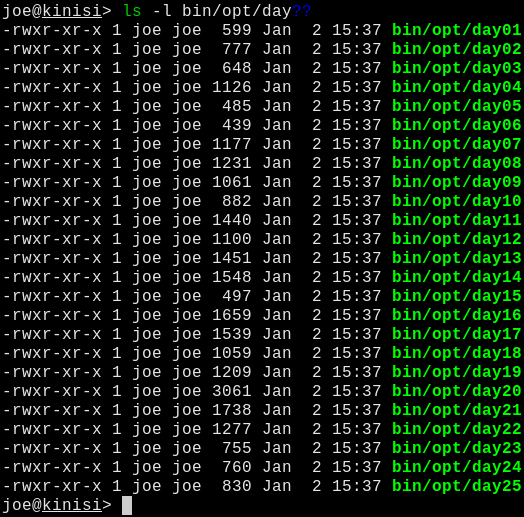 joe@kinisi> ls -l bin/opt/day??
-rwxr-xr-x 1 joe joe  599 Jan  2 15:37 bin/opt/day01
-rwxr-xr-x 1 joe joe  777 Jan  2 15:37 bin/opt/day02
-rwxr-xr-x 1 joe joe  648 Jan  2 15:37 bin/opt/day03
-rwxr-xr-x 1 joe joe 1126 Jan  2 15:37 bin/opt/day04
-rwxr-xr-x 1 joe joe  485 Jan  2 15:37 bin/opt/day05
-rwxr-xr-x 1 joe joe  439 Jan  2 15:37 bin/opt/day06
-rwxr-xr-x 1 joe joe 1177 Jan  2 15:37 bin/opt/day07
-rwxr-xr-x 1 joe joe 1231 Jan  2 15:37 bin/opt/day08
-rwxr-xr-x 1 joe joe 1061 Jan  2 15:37 bin/opt/day09
-rwxr-xr-x 1 joe joe  882 Jan  2 15:37 bin/opt/day10
-rwxr-xr-x 1 joe joe 1440 Jan  2 15:37 bin/opt/day11
-rwxr-xr-x 1 joe joe 1100 Jan  2 15:37 bin/opt/day12
-rwxr-xr-x 1 joe joe 1451 Jan  2 15:37 bin/opt/day13
-rwxr-xr-x 1 joe joe 1548 Jan  2 15:37 bin/opt/day14
-rwxr-xr-x 1 joe joe  497 Jan  2 15:37 bin/opt/day15
-rwxr-xr-x 1 joe joe 1659 Jan  2 15:37 bin/opt/day16
-rwxr-xr-x 1 joe joe 1539 Jan  2 15:37 bin/opt/day17
-rwxr-xr-x 1 joe joe 1059 Jan  2 15:37 bin/opt/day18
-rwxr-xr-x 1 joe joe 1209 Jan  2 15:37 bin/opt/day19
-rwxr-xr-x 1 joe joe 3061 Jan  2 15:37 bin/opt/day20
-rwxr-xr-x 1 joe joe 1738 Jan  2 15:37 bin/opt/day21
-rwxr-xr-x 1 joe joe 1277 Jan  2 15:37 bin/opt/day22
-rwxr-xr-x 1 joe joe  755 Jan  2 15:37 bin/opt/day23
-rwxr-xr-x 1 joe joe  760 Jan  2 15:37 bin/opt/day24
-rwxr-xr-x 1 joe joe  830 Jan  2 15:37 bin/opt/day25
joe@kinisi>